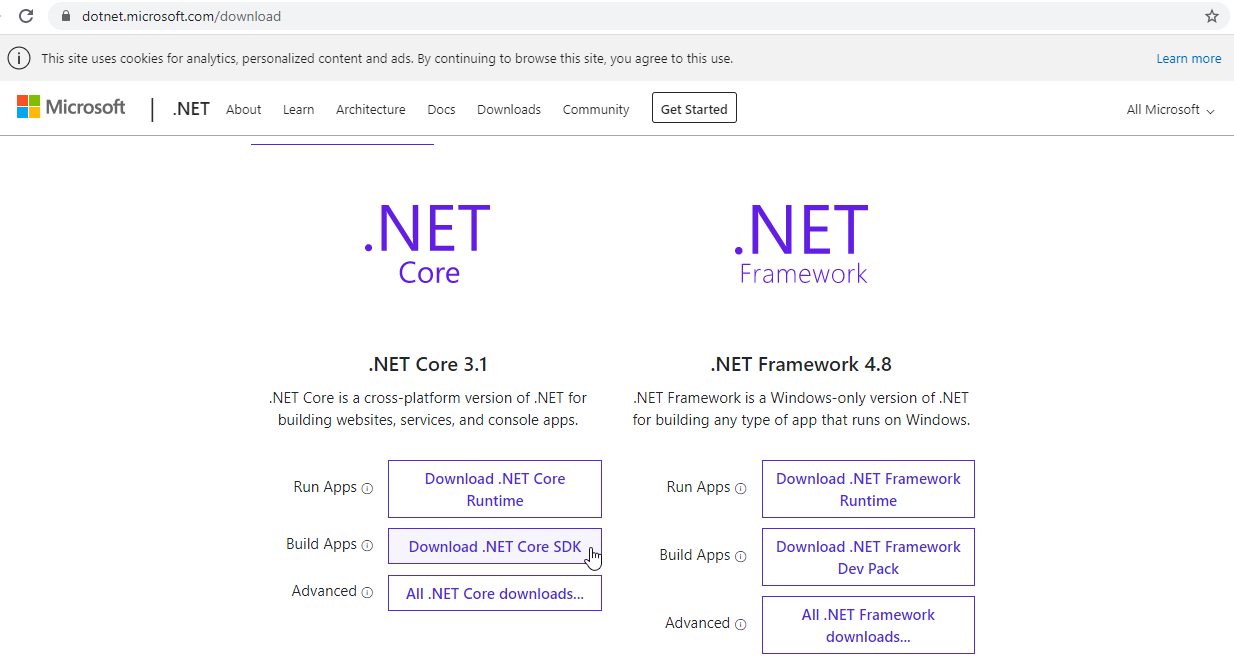 dotnet.microsoft.com/download
This site uses cookies for analytics, personalized content and ads. By continuing to browse this site, you agree to this use.
Learn more
Microsoft
.NET
About
Learn
Architecture
Docs
Downloads
Community
Get Started
All Microsoft
.NET
Core
.NET
Framework
.NET Core 3.1
.NET Core is a cross-platform version of .NET for
building websites, services, and console apps.
Run Apps
Download .NET Core
Runtime
Build Apps
Download .NET Core SDK
Advanced
All .NET Core downloads...
.NET Framework 4.8
.NET Framework is a Windows-only version of .NET
for building any type of app that runs on Windows.
Run Apps
Download .NET Framework
Runtime
Build Apps
Download .NET Framework
Dev Pack
Advanced
All .NET Framework
downloads...